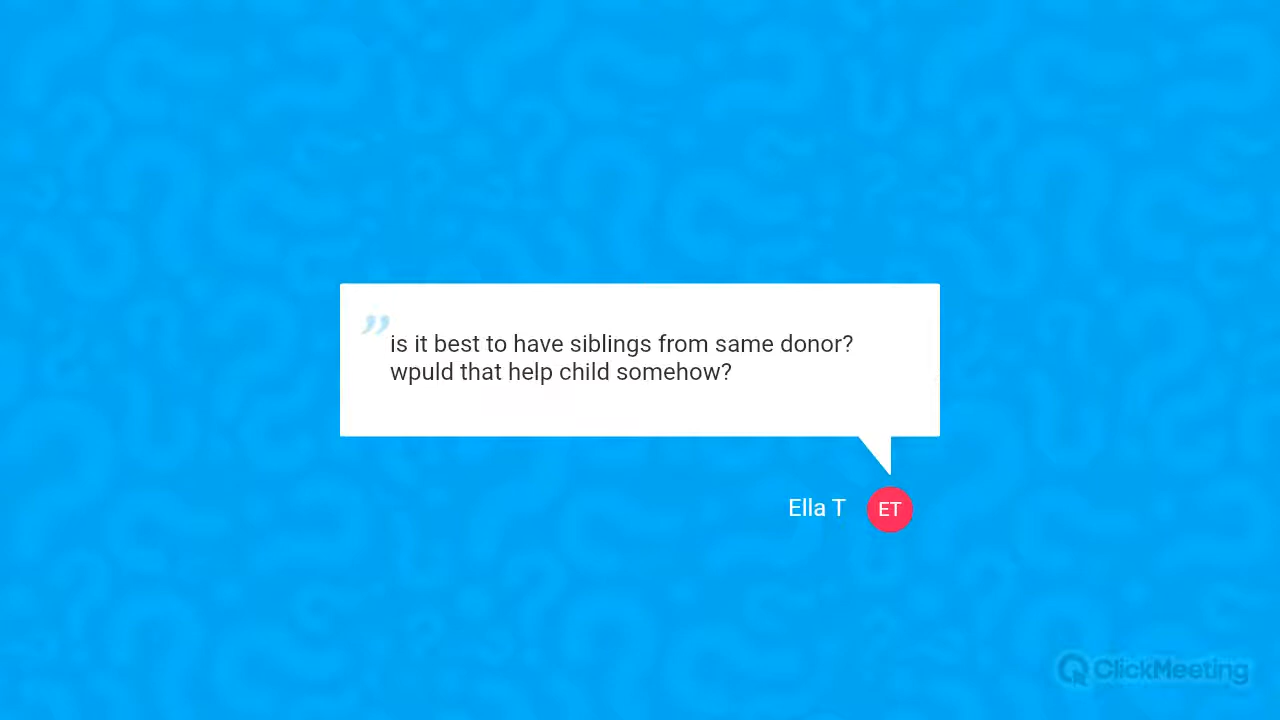 is it best to have siblings from same donor?
wpuld that help child somehow?
Ella T
ET
ClickMeeting